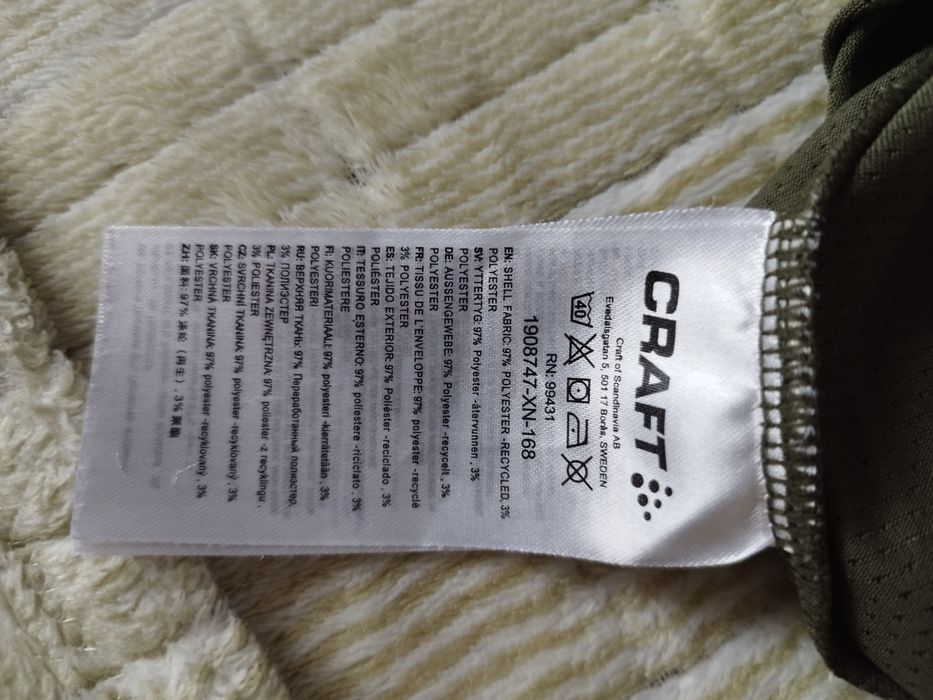 CRAFT
Craft of Scandinavia AB
Evedalsgatan 5, 501 17 Borås, SWEDEN
40
RN: 99431
1908747-XN-168
EN: SHELL FABRIC: 97% POLYESTER -RECYCLED, 3%
POLYESTER
SV: YTTERTYG: 97% Polyester -återvunnen , 3%
POLYESTER
DE: AUSSENGEWEBE: 97% Polyester -recycelt , 3%
POLYESTER
FR: TISSU DE L'ENVELOPPE: 97% polyester -recyclé
3% POLYESTER
ES: TEJIDO EXTERIOR: 97% Poliéster -reciclado , 3%
POLIÉSTER
IT: TESSURO ESTERNO: 97% poliestere -riciclato , 3%
POLIESTERE
FI: KUORIMATERIAALI: 97% polyesteri -kierrätetään , 3%
POLYESTERI
RU: ВЕРХНЯЯ ТКАНЬ: 97% Переработанный полиэстер,
3% ПОЛИЭСТЕР
PL: TKANINA ZEWNĘTRZNA: 97% poliester -z recyklingu ,
3% POLIESTER
CZ: SVRCHNÍ TKANINA: 97% polyester -recyklovaný , 3%
POLYESTER
SK: VRCHNÁ TKANINA: 97% polyester -recyklovaný , 3%
POLYESTER
ZH: 面料: 97% 涤纶 (再生) , 3% 聚酯